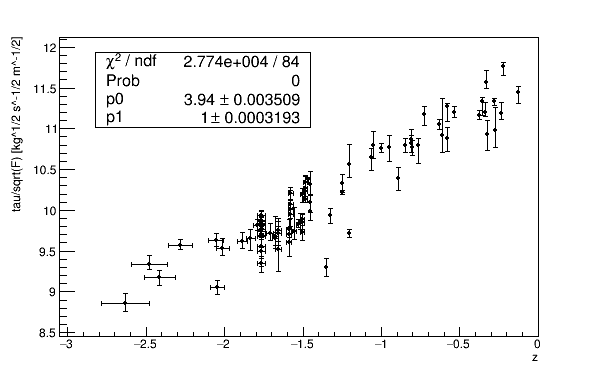 12
χ² / ndf 2.774e+004 / 84
Prob 0
p0 3.94 ± 0.003509
p1 1 ± 0.0003193
11.5
11
10.5
10
9.5
9
8.5
tau/sqrt(F) [kg^1/2 s^-1/2 m^-1/2]
−3 −2.5 −2 −1.5 −1 −0.5 0
z